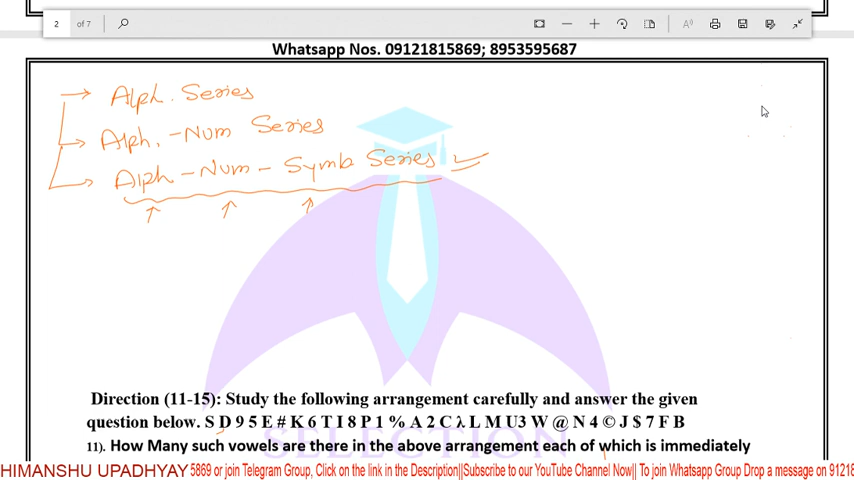 2 of 7
Whatsapp Nos. 09121815869; 8953595687
Alph. Series
Alph. -Num Series
Alph - Num - Symb Series
Direction (11-15): Study the following arrangement carefully and answer the given
question below. S D 9 5 E # K 6 T I 8 P 1 % A 2 C λ L M U3 W @ N 4 © J $ 7 F B
SELECTION
11). How Many such vowels are there in the above arrangement each of which is immediately
HIMANSHU UPADHYAY 5869 or join Telegram Group, Click on the link in the Description||Subscribe to our YouTube Channel Now|| To join Whatsapp Group Drop a message on 91218